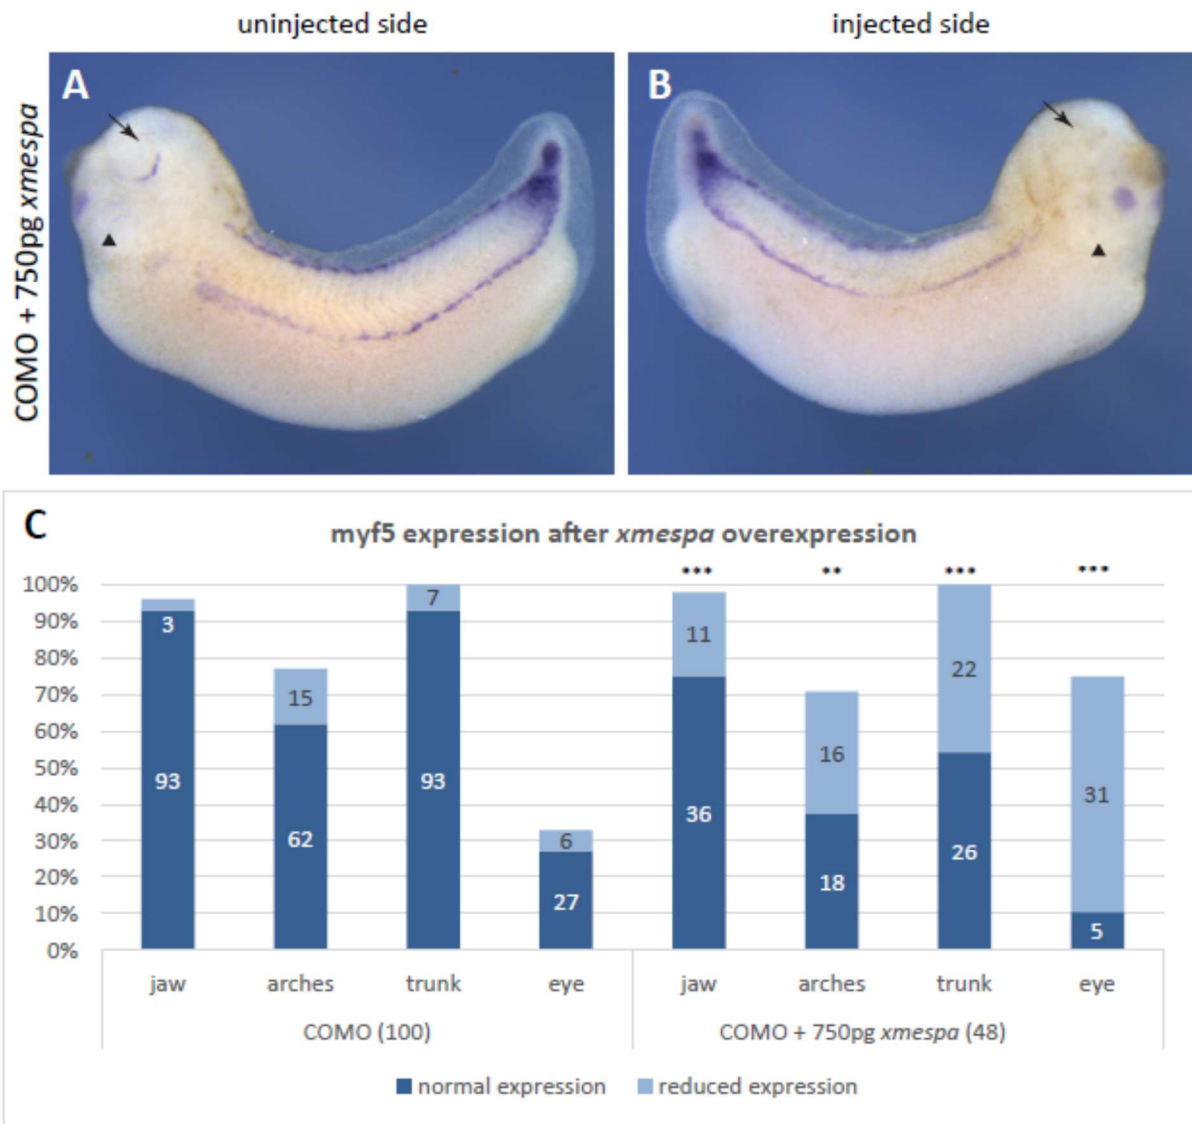 uninjected side
injected side
COMO + 750pg xmespa
A
B
C
myf5 expression after xmespa overexpression
*** ** *** ***
100%
90%
80%
70%
60%
50%
40%
30%
20%
10%
0%
3
93
15
62
7
93
6
27
11
36
16
18
22
26
31
5
jaw arches trunk eye jaw arches trunk eye
COMO (100) COMO + 750pg xmespa (48)
normal expression reduced expression